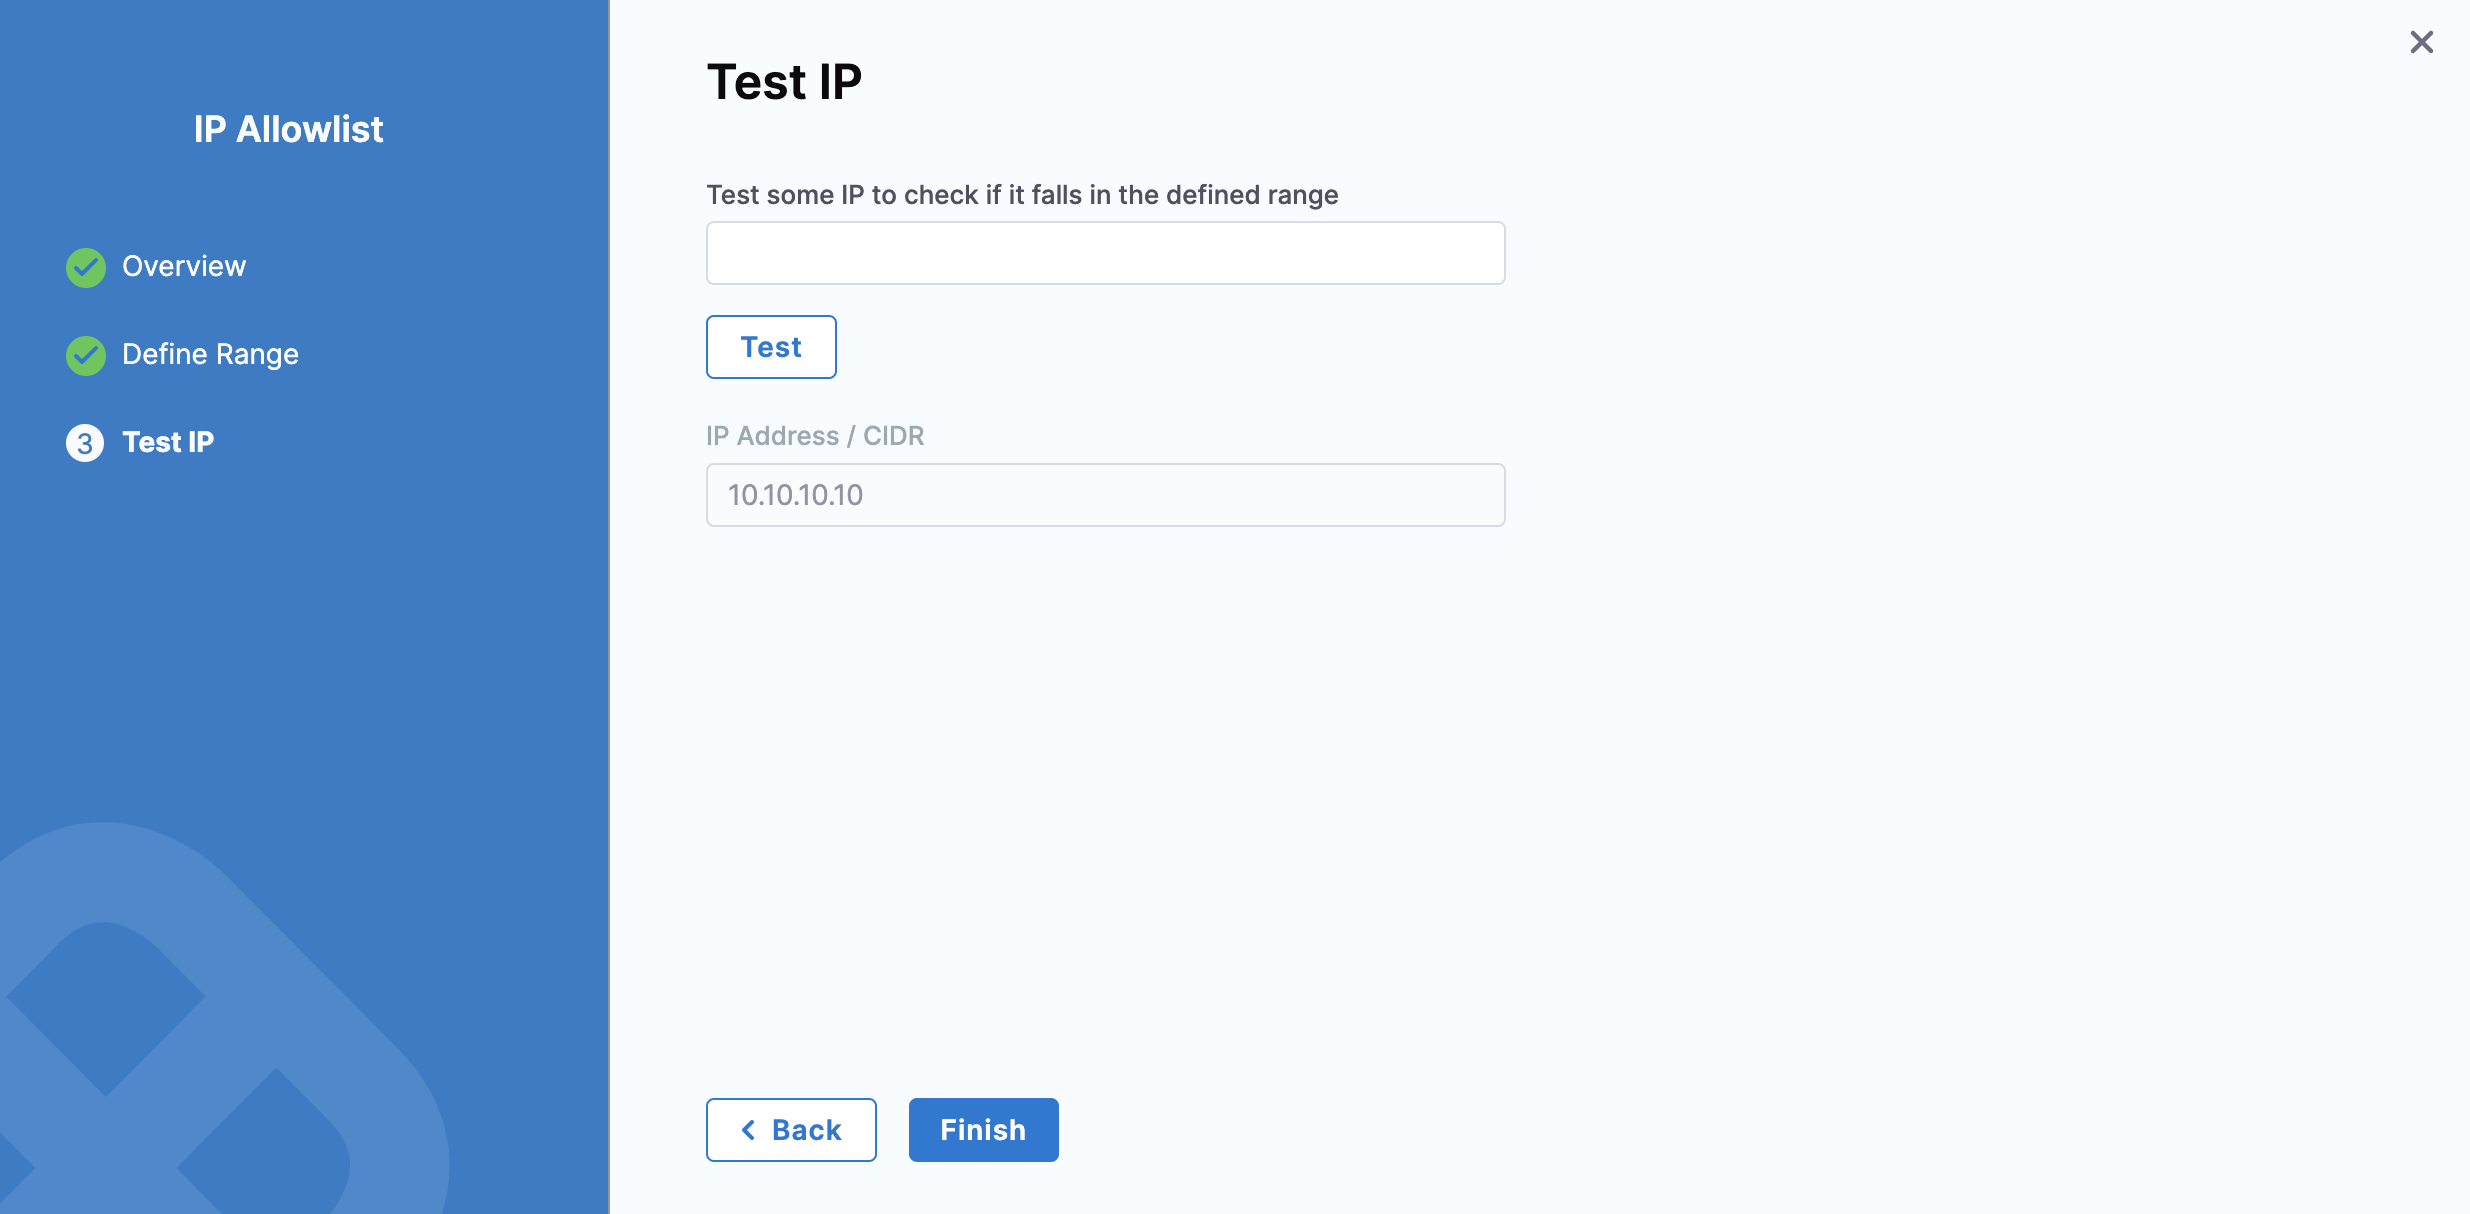 IP Allowlist
Overview
Define Range
3 Test IP
Test IP
Test some IP to check if it falls in the defined range
Test
IP Address / CIDR
10.10.10.10
Back
Finish